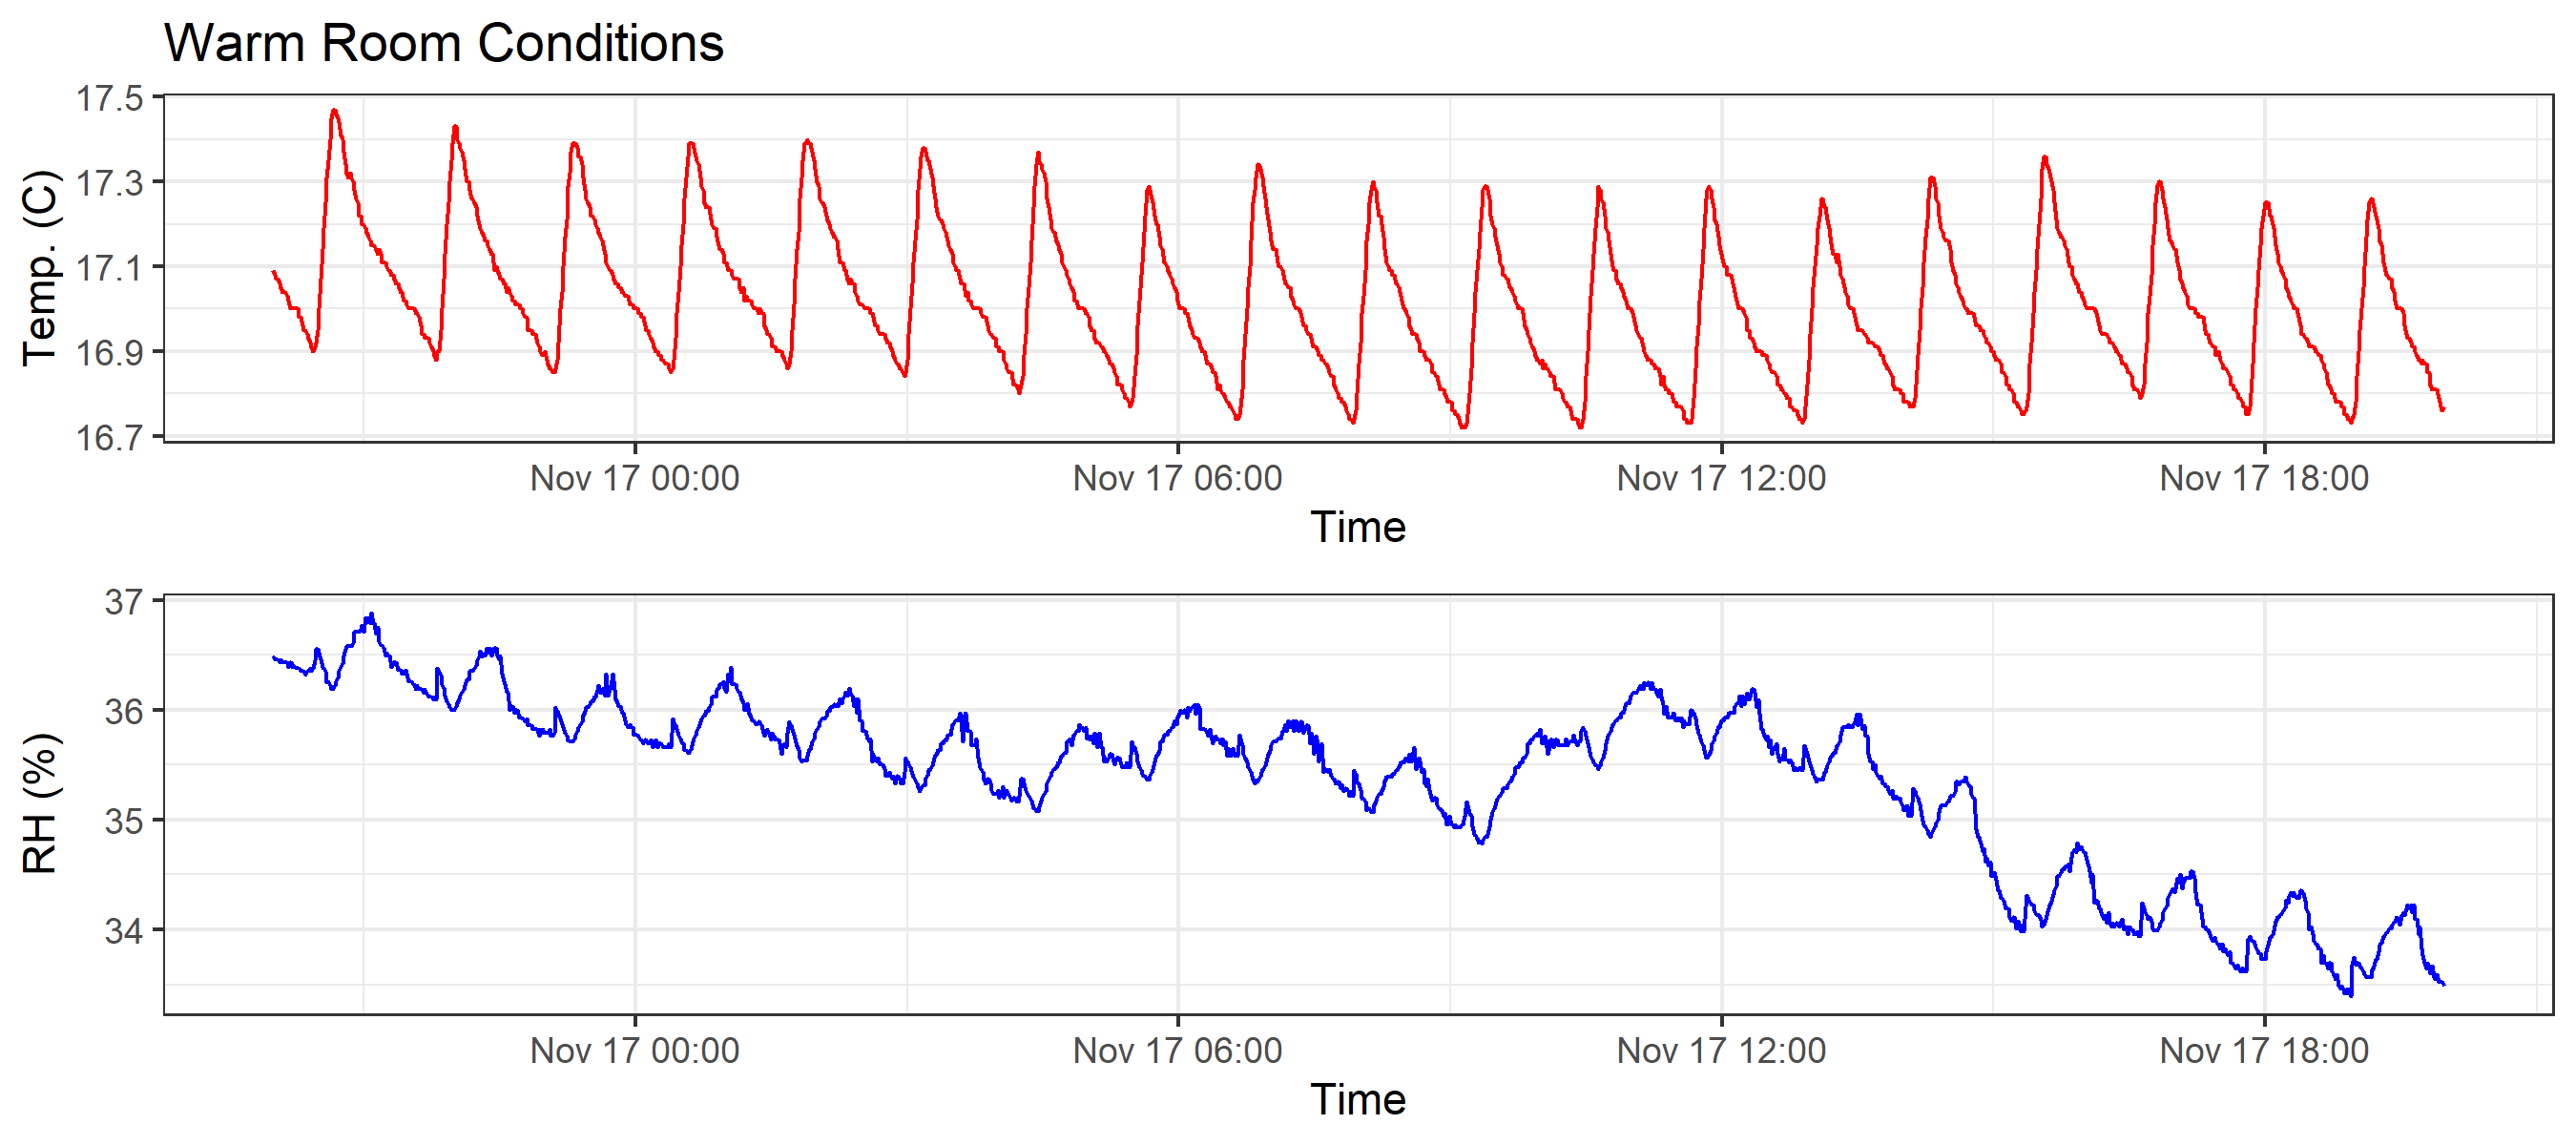 Warm Room Conditions
Temp. (C)
17.5
17.3
17.1
16.9
16.7
Nov 17 00:00 Nov 17 06:00 Nov 17 12:00 Nov 17 18:00
Time
RH (%)
37
36
35
34
Nov 17 00:00 Nov 17 06:00 Nov 17 12:00 Nov 17 18:00
Time